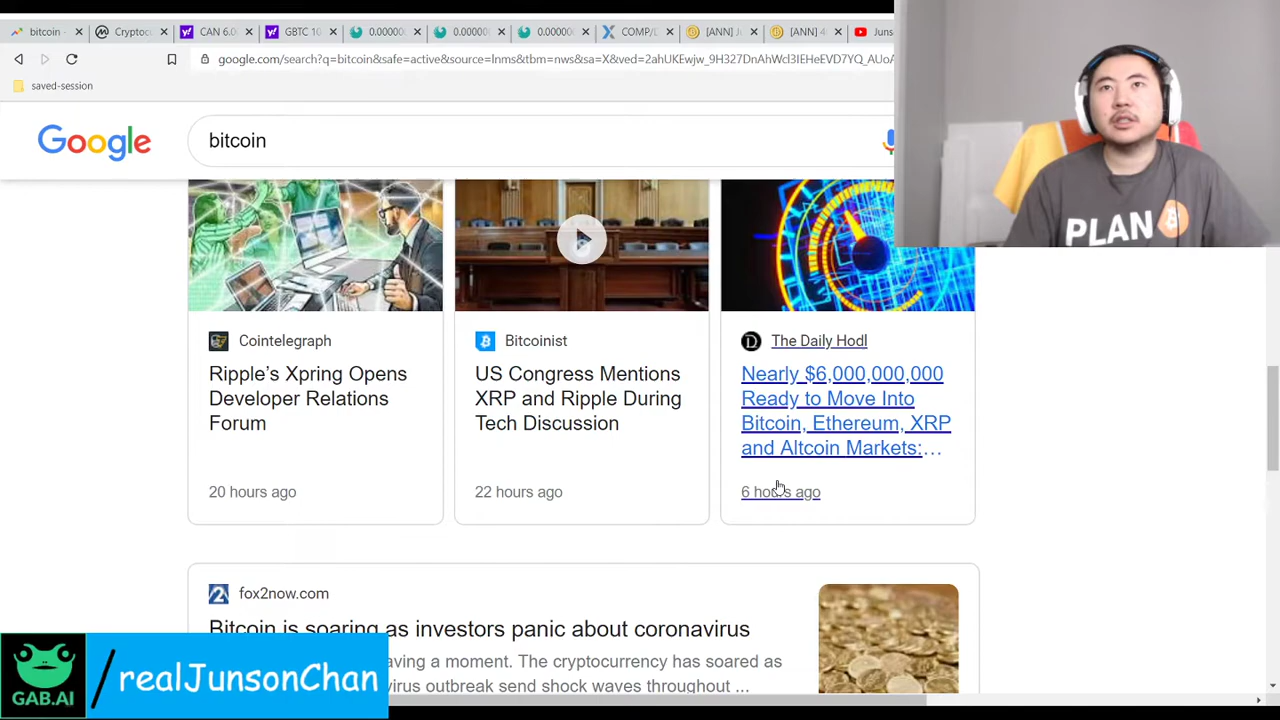 bitcoin -
Cryptoc
CAN 6.0
GBTC 10
0.00000
0.00000
0.00000
COMP/
[ANN] J
[ANN] 4
Juns
google.com/search?q=bitcoin&safe=active&source=lnms&tbm=nws&sa=X&ved=2ahUKEwjw_9H327DnAhWcl3IEHeEVD7YQ_AUoA
saved-session
Google
bitcoin
PLAN B
Cointelegraph
Ripple’s Xpring Opens
Developer Relations
Forum
20 hours ago
Bitcoinist
US Congress Mentions
XRP and Ripple During
Tech Discussion
22 hours ago
The Daily Hodl
Nearly $6,000,000,000
Ready to Move Into
Bitcoin, Ethereum, XRP
and Altcoin Markets:...
6 hours ago
fox2now.com
Bitcoin is soaring as investors panic about coronavirus
aving a moment. The cryptocurrency has soared as
virus outbreak send shock waves throughout ...
GAB.AI
/realJunsonChan